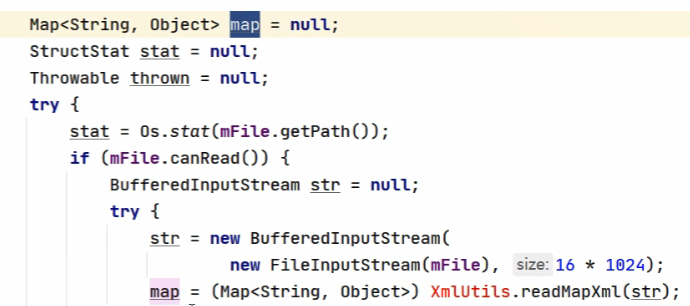 Map<String, Object> map = null;
StructStat stat = null;
Throwable thrown = null;
try {
stat = Os.stat(mFile.getPath());
if (mFile.canRead()) {
BufferedInputStream str = null;
try {
str = new BufferedInputStream(
new FileInputStream(mFile), size: 16 * 1024);
map = (Map<String, Object>) XmlUtils.readMapXml(str);